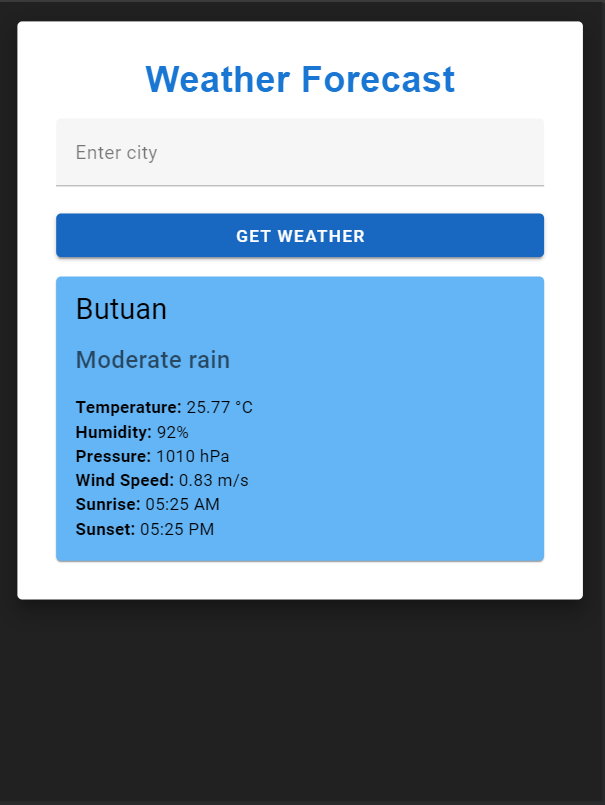 Weather Forecast
Enter city
GET WEATHER
Butuan
Moderate rain
Temperature: 25.77 °C
Humidity: 92%
Pressure: 1010 hPa
Wind Speed: 0.83 m/s
Sunrise: 05:25 AM
Sunset: 05:25 PM